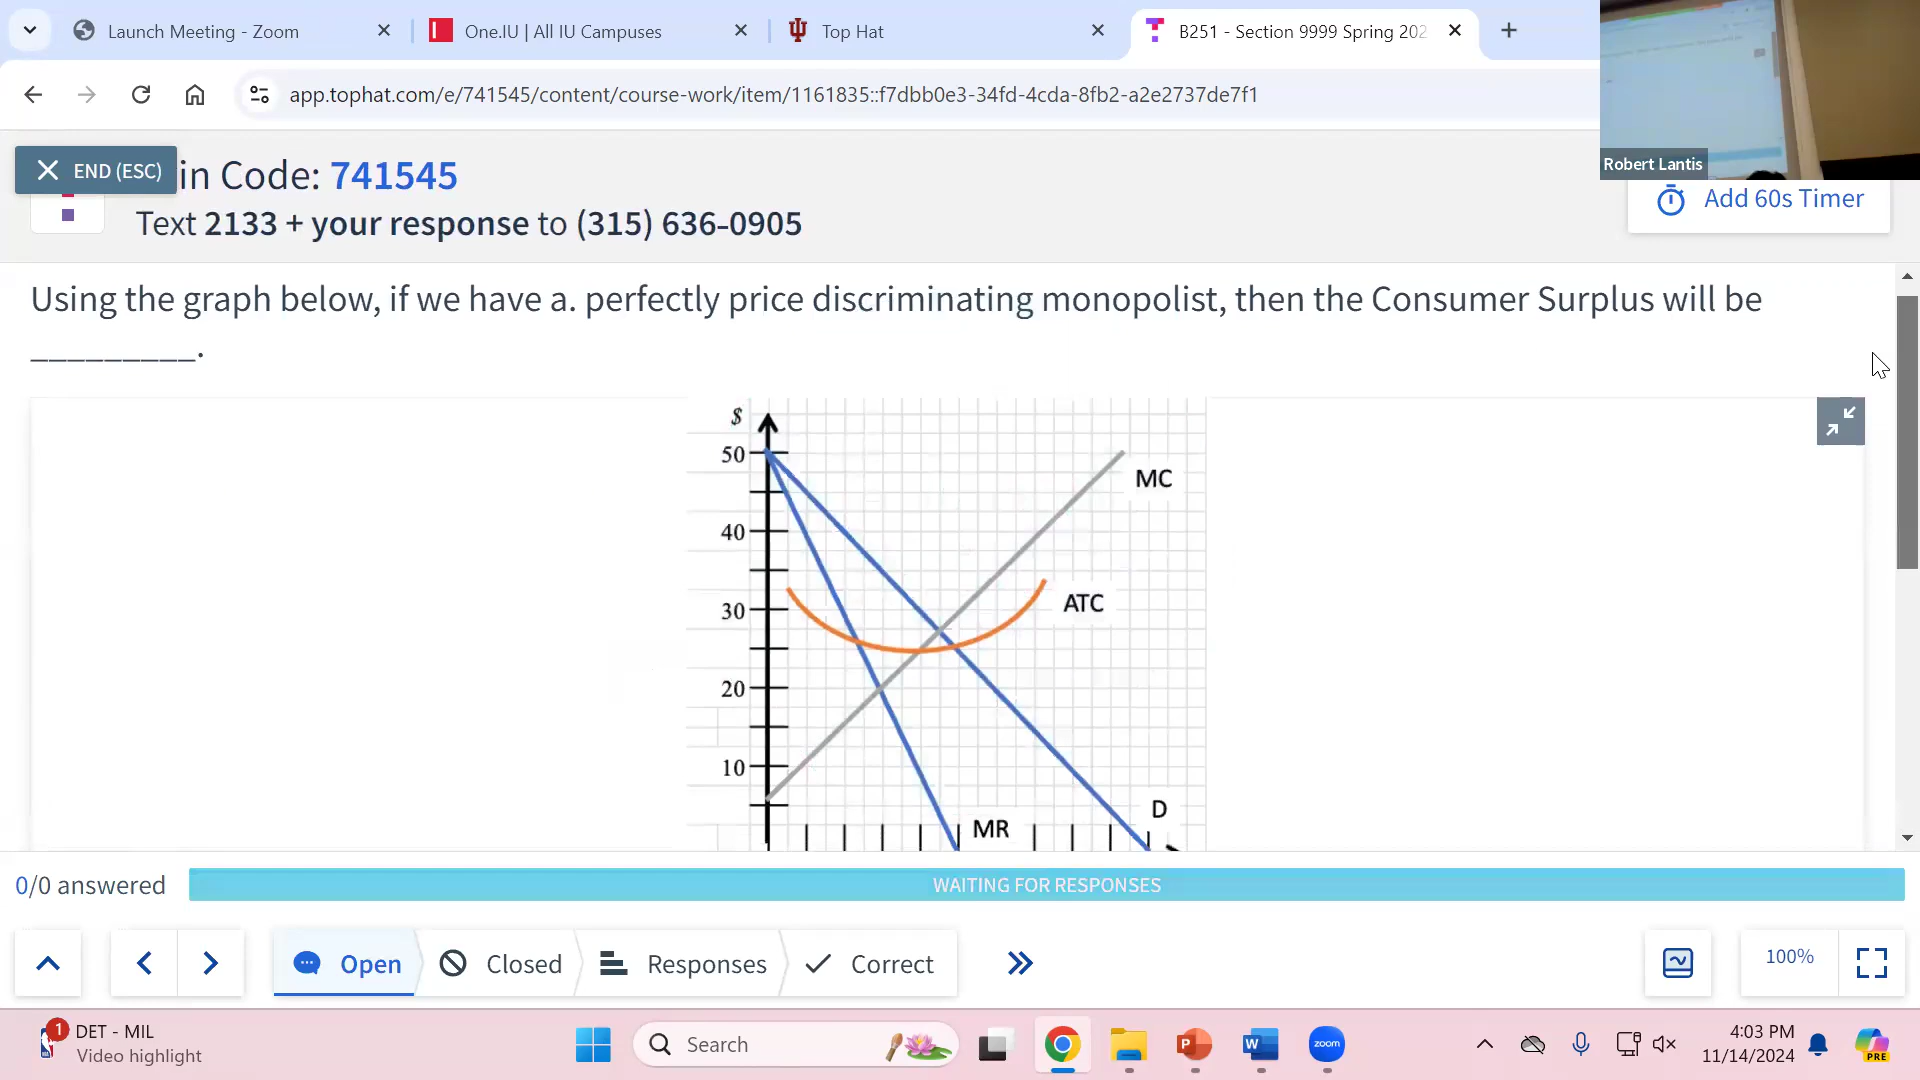 Launch Meeting - Zoom
One.IU | All IU Campuses
Top Hat
B251 - Section 9999 Spring 202
app.tophat.com/e/741545/content/course-work/item/1161835::f7dbb0e3-34fd-4cda-8fb2-a2e2737de7f1
Robert Lantis
END (ESC)
in Code: 741545
Text 2133 + your response to (315) 636-0905
Add 60s Timer
Using the graph below, if we have a. perfectly price discriminating monopolist, then the Consumer Surplus will be
_________.
$
50
MC
40
30
ATC
20
10
D
MR
0/0 answered
WAITING FOR RESPONSES
Open
Closed
Responses
Correct
100%
1
DET - MIL
Video highlight
Search
P
W
zoom
4:03 PM
11/14/2024
PRE